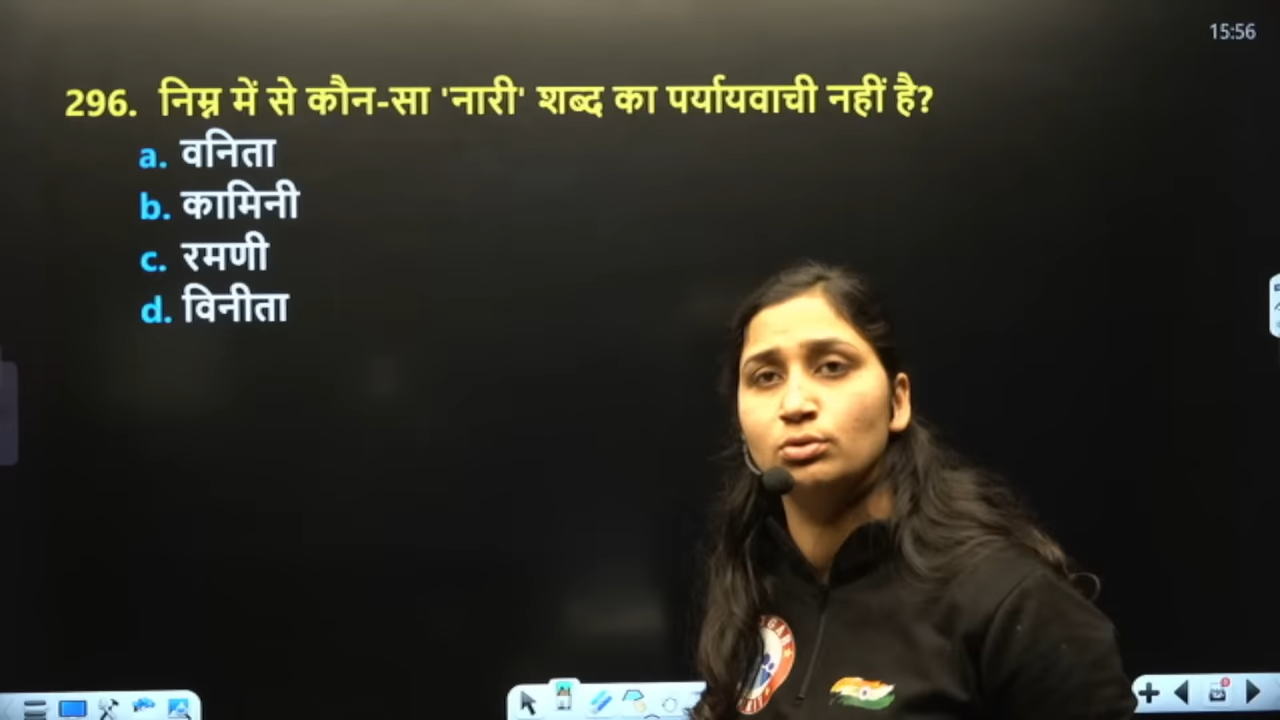 15:56
296. निम्न में से कौन-सा 'नारी' शब्द का पर्यायवाची नहीं है?
a. वनिता
b. कामिनी
c. रमणी
d. विनीता